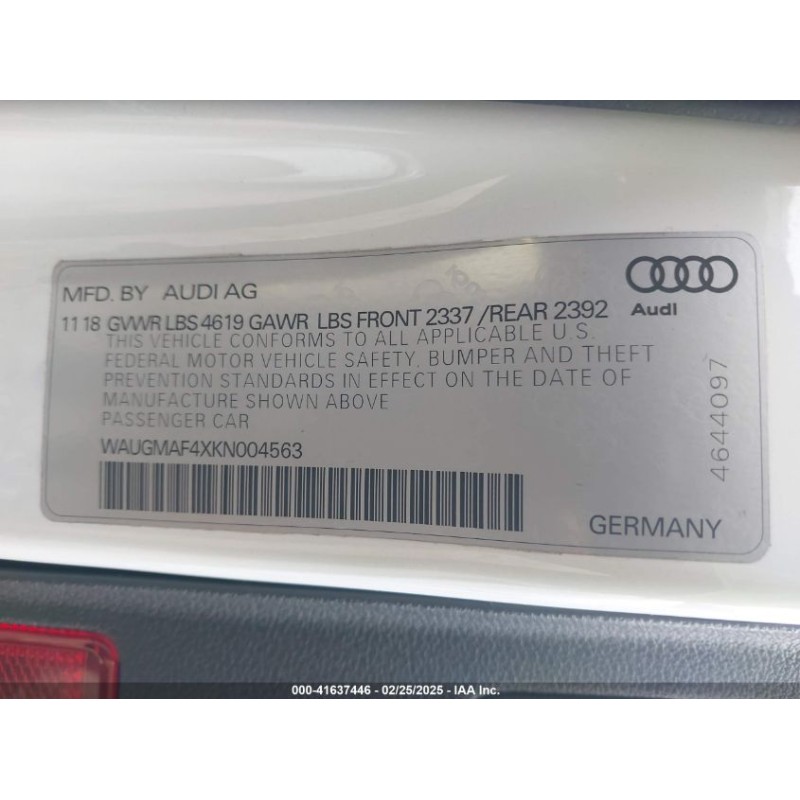 MFD. BY AUDI AG
Audi
11 18 GVWR LBS 4619 GAWR LBS FRONT 2337 /REAR 2392
THIS VEHICLE CONFORMS TO ALL APPLICABLE U.S.
FEDERAL MOTOR VEHICLE SAFETY, BUMPER AND THEFT
PREVENTION STANDARDS IN EFFECT ON THE DATE OF
MANUFACTURE SHOWN ABOVE
PASSENGER CAR
WAUGMAF4XKN004563
4644097
GERMANY
000-41637446 - 02/25/2025 - IAA Inc.